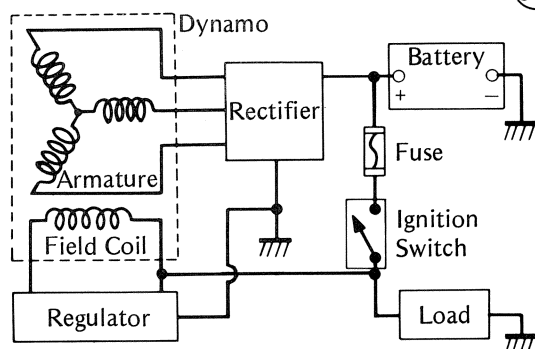 Dynamo
Battery
+ −
Rectifier
Fuse
Armature
Ignition
Switch
Field Coil
Regulator
Load